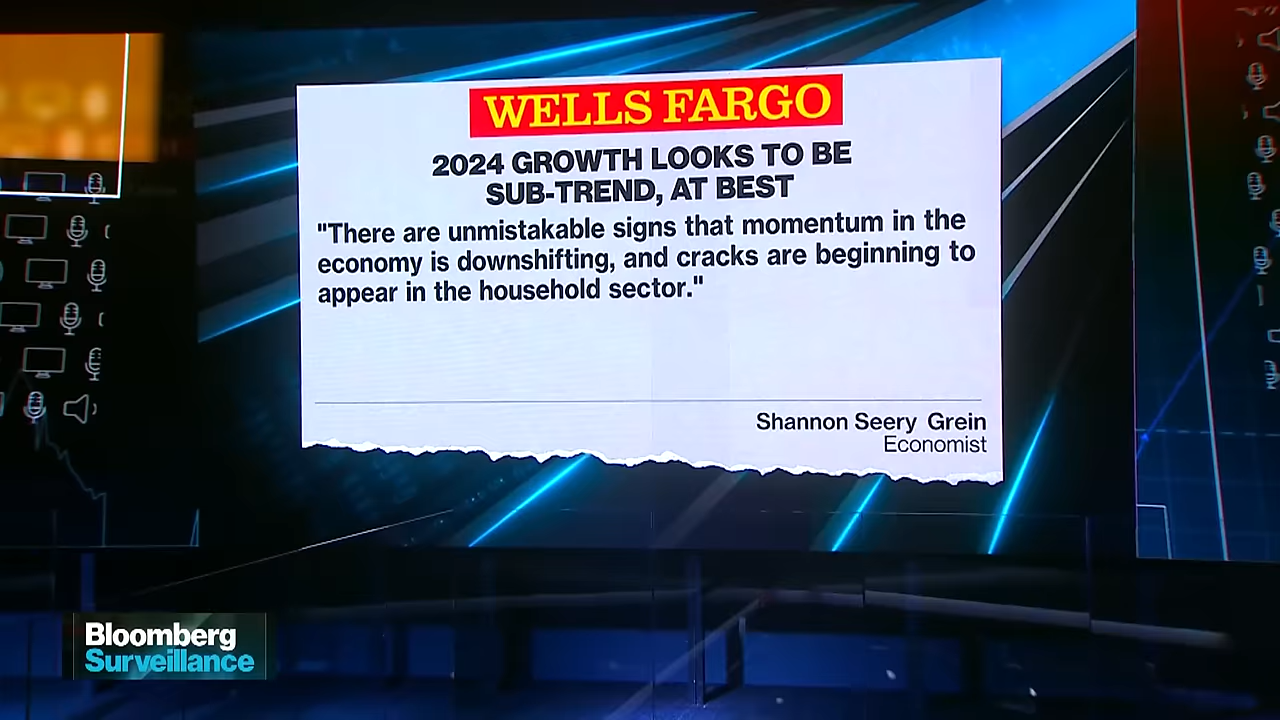 WELLS FARGO
2024 GROWTH LOOKS TO BE
SUB-TREND, AT BEST
"There are unmistakable signs that momentum in the
economy is downshifting, and cracks are beginning to
appear in the household sector."
Shannon Seery Grein
Economist
Bloomberg
Surveillance